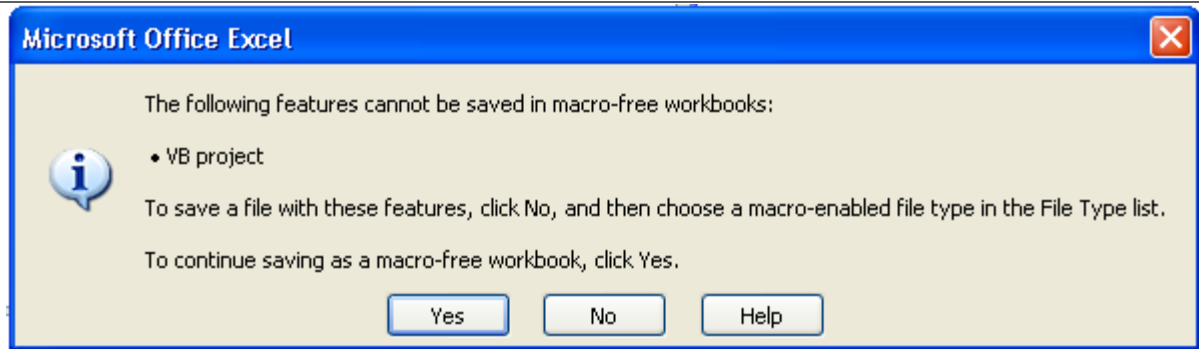 Microsoft Office Excel
The following features cannot be saved in macro-free workbooks:
• VB project
To save a file with these features, click No, and then choose a macro-enabled file type in the File Type list.
To continue saving as a macro-free workbook, click Yes.
Yes No Help